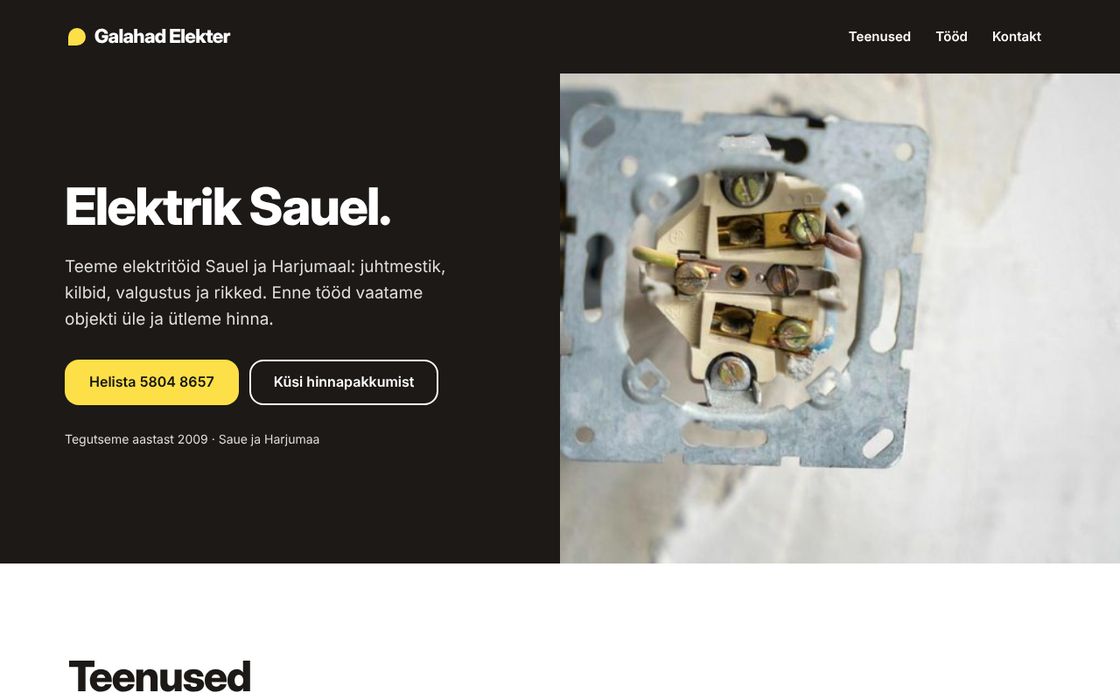 Galahad Elekter
Teenused Tööd Kontakt
Elektrik Sauel.
Teeme elektritöid Sauel ja Harjumaal: juhtmestik,
kilbid, valgustus ja rikked. Enne tööd vaatame
objekti üle ja ütleme hinna.
Helista 5804 8657
Küsi hinnapakkumist
Tegutseme aastast 2009 · Saue ja Harjumaa
Teenused